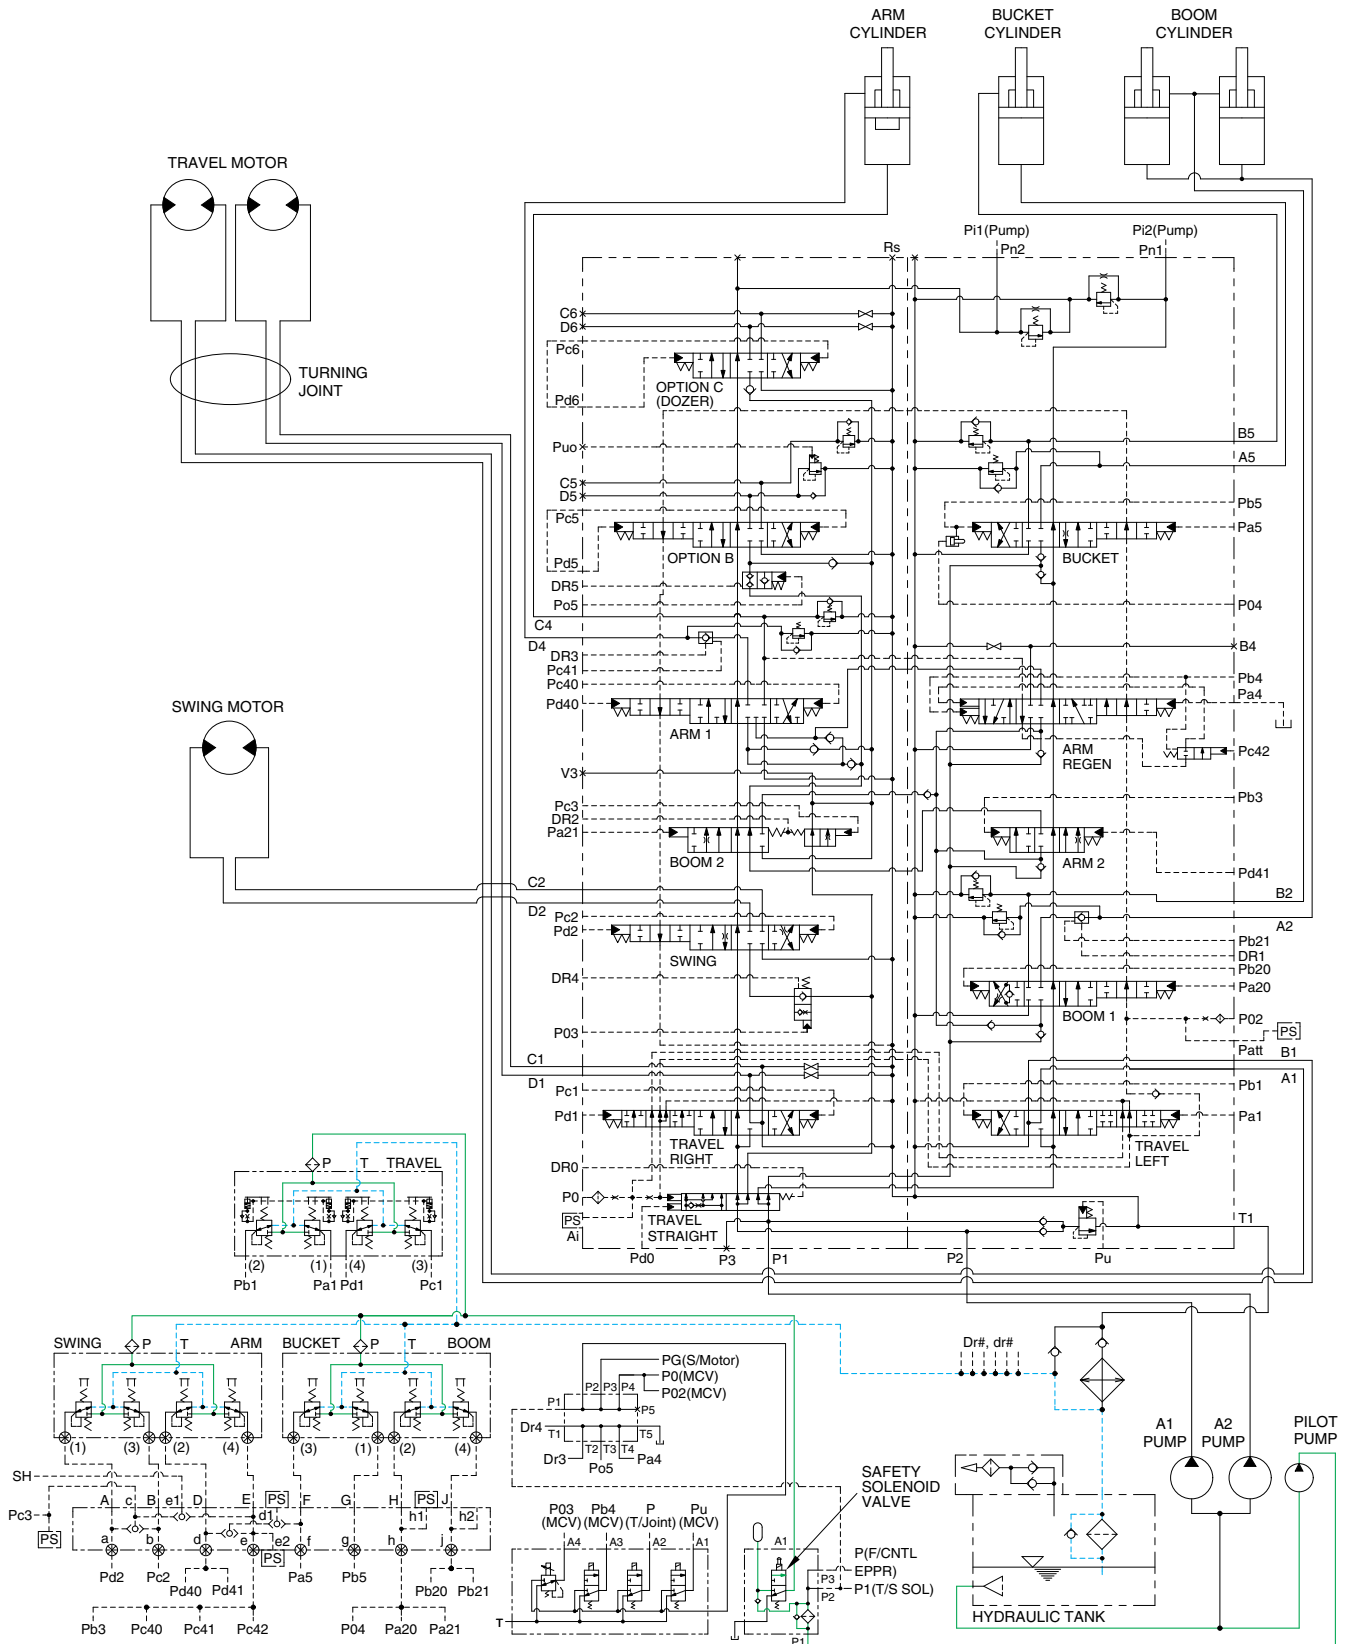 ARM
CYLINDER
BUCKET
CYLINDER
BOOM
CYLINDER
TRAVEL MOTOR
TURNING
JOINT
SWING MOTOR
Rs
Pi1(Pump)
Pn2
Pi2(Pump)
Pn1
C6
D6
Pc6
OPTION C
(DOZER)
Pd6
Puo
C5
D5
Pc5
OPTION B
Pd5
DR5
Po5
C4
D4
DR3
Pc41
Pc40
Pd40
ARM 1
V3
Pc3
DR2
Pa21
BOOM 2
C2
D2
Pc2
Pd2
SWING
DR4
P03
C1
D1
Pc1
Pd1
TRAVEL
RIGHT
DR0
P0
PS
Ai
TRAVEL
STRAIGHT
Pd0
P3
P1
P2
Pu
B5
A5
Pb5
Pa5
BUCKET
P04
B4
Pb4
Pa4
ARM
REGEN
Pc42
Pb3
ARM 2
Pd41
B2
A2
Pb21
DR1
Pb20
Pa20
BOOM 1
P02
PS
Patt
B1
A1
Pb1
Pa1
TRAVEL
LEFT
T1
P
T
TRAVEL
(2)
(1)
(4)
(3)
Pb1
Pa1
Pd1
Pc1
SWING
P
T
ARM
BUCKET
P
T
BOOM
(1)
(3)
(2)
(4)
(3)
(1)
(2)
(4)
SH
Pc3
PS
A
c
B
e1
D
E
PS
d1
F
G
H
PS
h1
J
h2
a
b
d
e
e2
PS
f
g
h
j
Pd2
Pc2
Pd40
Pd41
Pa5
Pb5
Pb20
Pb21
Pb3
Pc40
Pc41
Pc42
P04
Pa20
Pa21
PG(S/Motor)
P0(MCV)
P02(MCV)
P1
P2
P3
P4
P5
Dr4
T1
T2
T3
T4
T5
Dr3
Po5
Pa4
P03
(MCV)
Pb4
(MCV)
P
(T/Joint)
Pu
(MCV)
A4
A3
A2
A1
T
SAFETY
SOLENOID
VALVE
A1
P(F/CNTL
EPPR)
P3
P1(T/S SOL)
P2
P1
Dr#, dr#
HYDRAULIC TANK
A1
PUMP
A2
PUMP
PILOT
PUMP